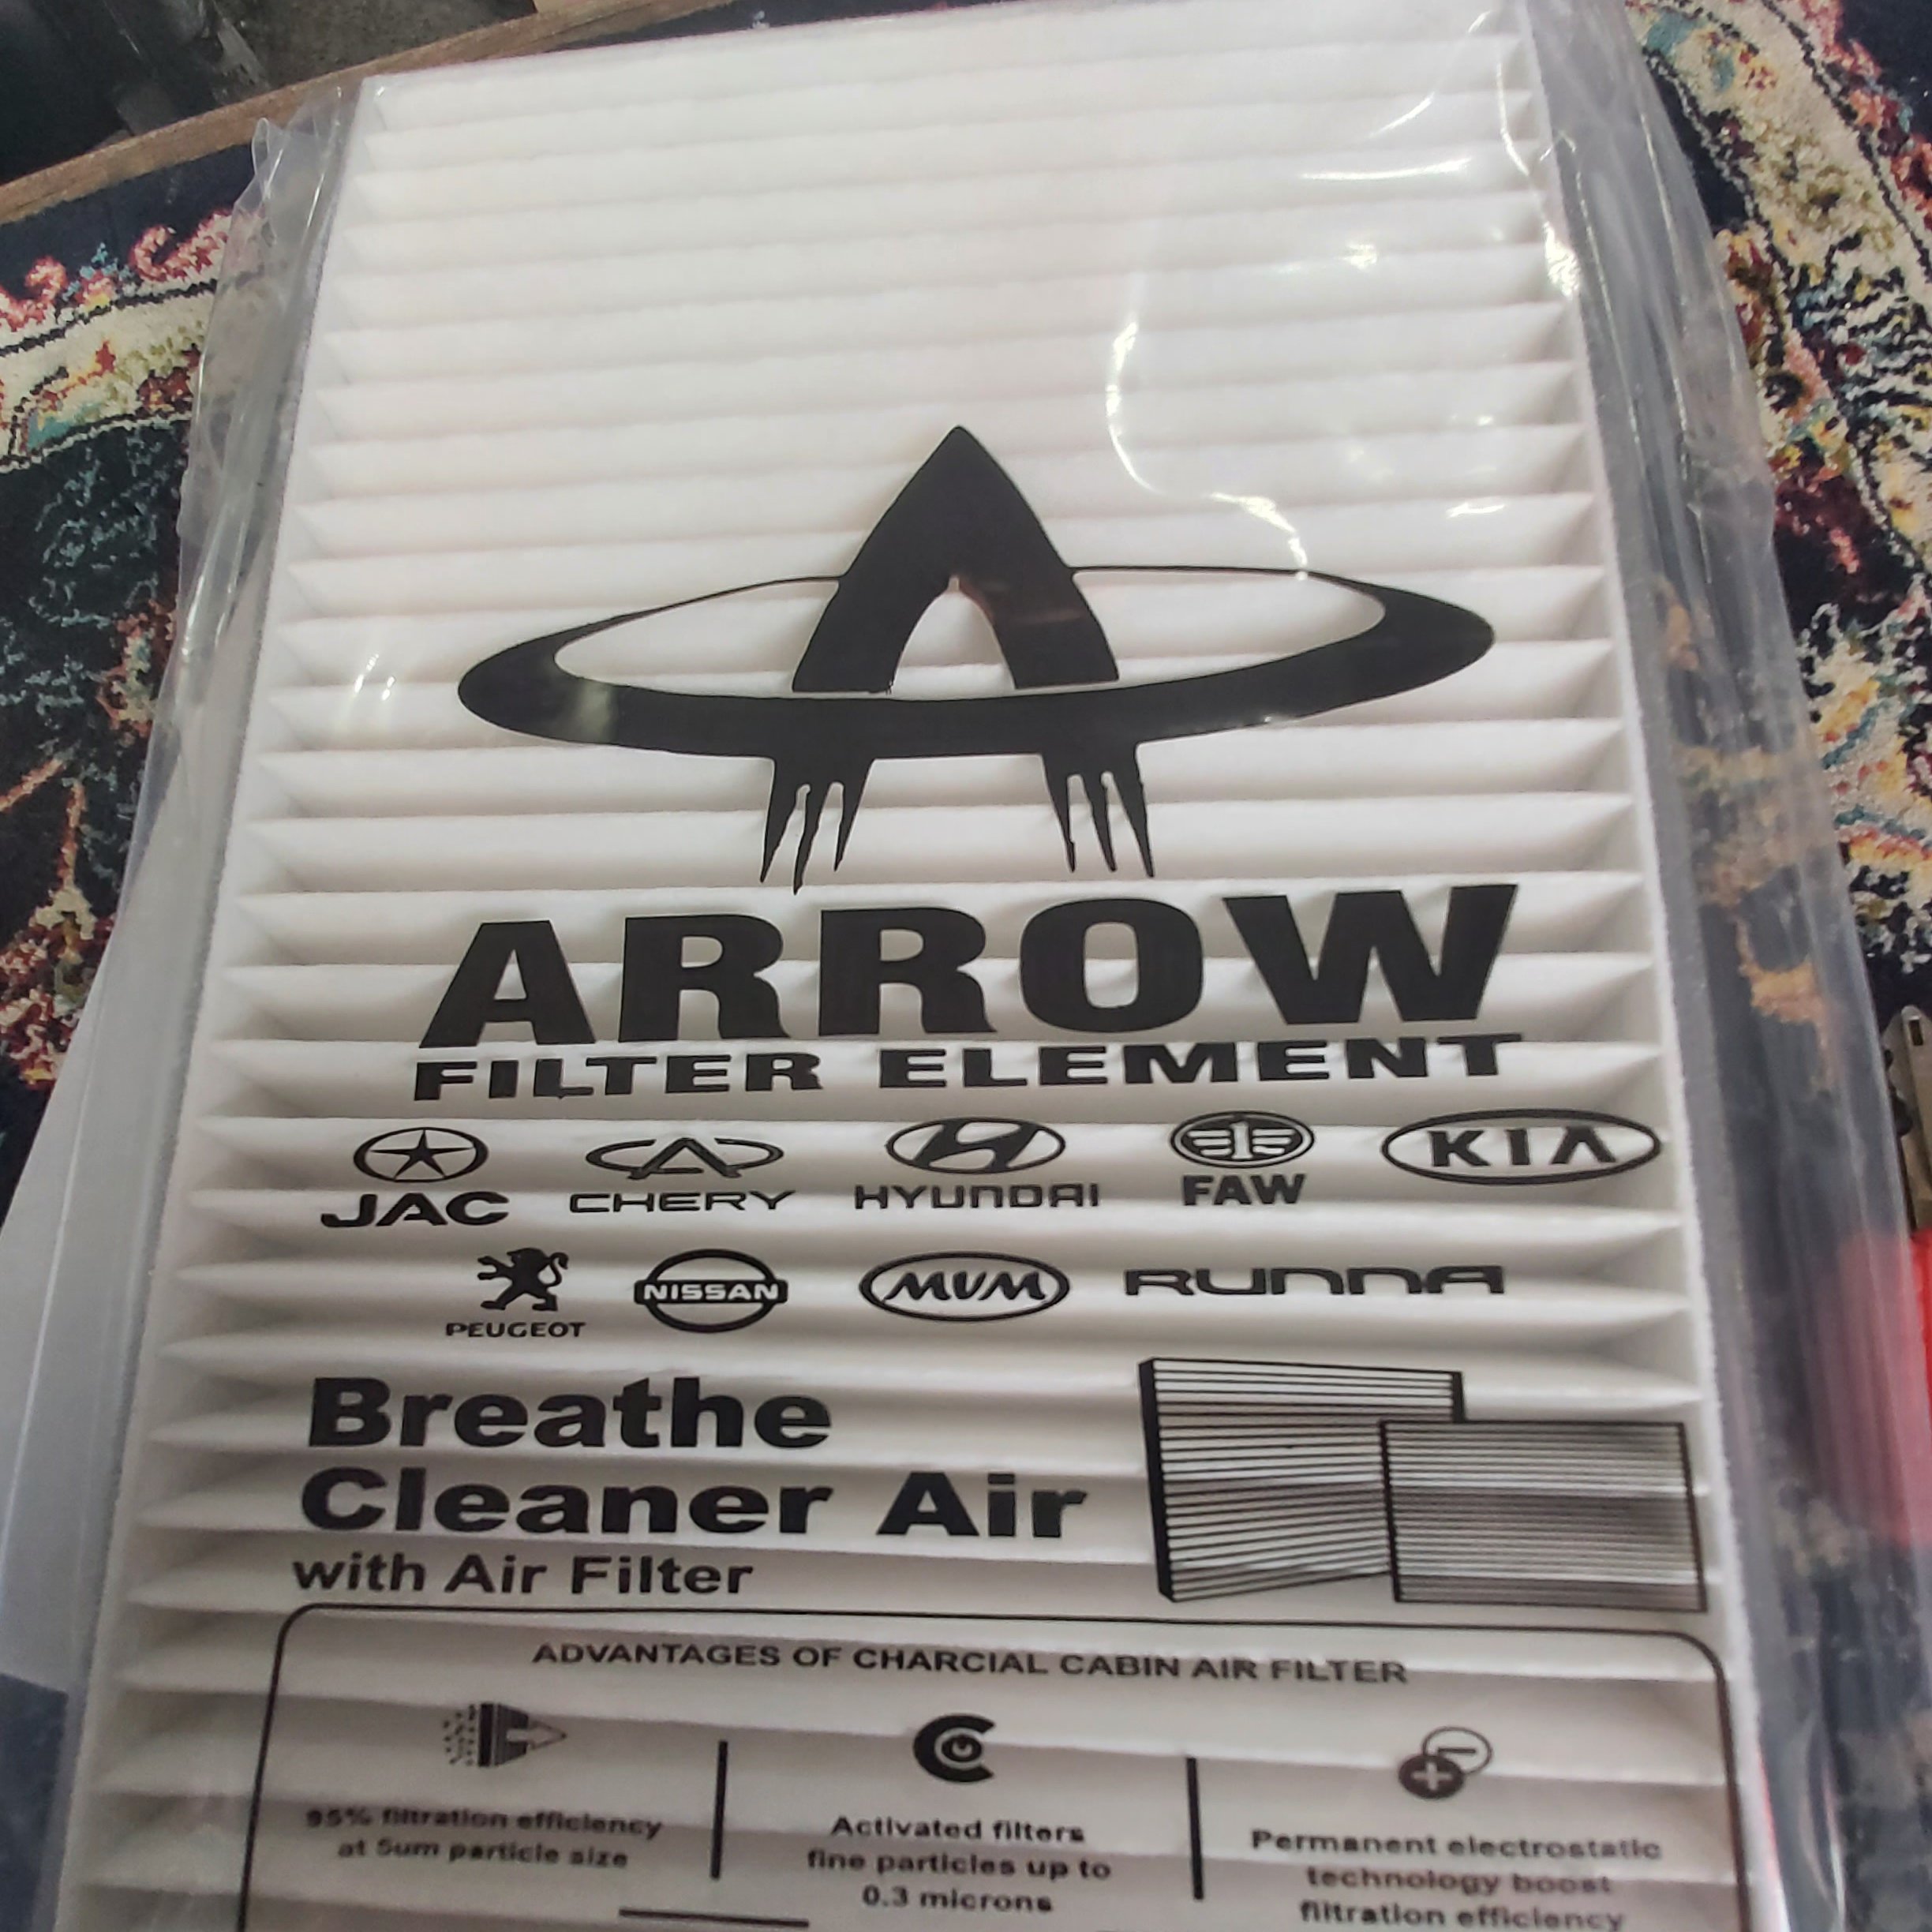 ARROW
FILTER ELEMENT
JAC CHERY HYUNDAI FAW KIA
PEUGEOT NISSAN MVM RUNNA
Breathe
Cleaner Air
with Air Filter
ADVANTAGES OF CHARCIAL CABIN AIR FILTER
95% filtration efficiency
at 5um particle size
Activated filters
fine particles up to
0.3 microns
Permanent electrostatic
technology boost
filtration efficiency